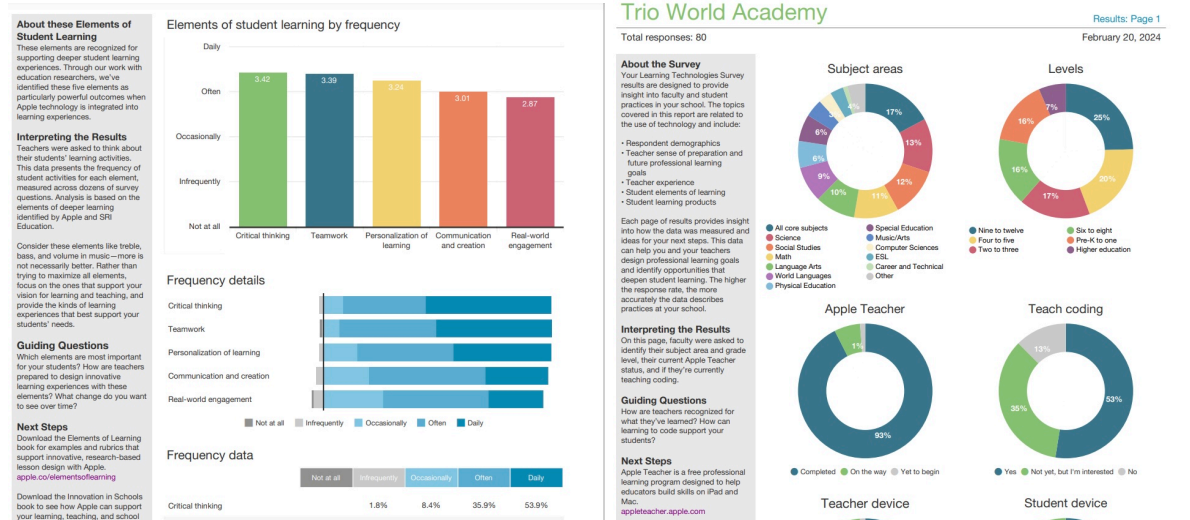 About these Elements of
Student Learning
These elements are recognized for
supporting deeper student learning
experiences. Through our work with
education researchers, we've
identified these five elements as
particularly powerful outcomes when
Apple technology is integrated into
learning experiences.
Interpreting the Results
Teachers were asked to think about
their students' learning activities.
This data presents the frequency of
student activities for each element,
measured across dozens of survey
questions. Analysis is based on the
elements of deeper learning
identified by Apple and SRI
Education.
Consider these elements like treble,
bass, and volume in music—more is
not necessarily better. Rather than
trying to maximize all elements,
focus on the ones that support your
vision for learning and teaching, and
provide the kinds of learning
experiences that best support your
students' needs.
Guiding Questions
Which elements are most important
for your students? How are teachers
prepared to design innovative
learning experiences with these
elements? What change do you want
to see over time?
Next Steps
Download the Elements of Learning
book for examples and rubrics that
support innovative, research-based
lesson design with Apple.
apple.co/elementsoflearning
Download the Innovation in Schools
book to see how Apple can support
your learning, teaching, and school
Elements of student learning by frequency
Daily
Often
Occasionally
Infrequently
Not at all
3.42
3.39
3.24
3.01
2.87
Critical thinking
Teamwork
Personalization of
learning
Communication
and creation
Real-world
engagement
Frequency details
Critical thinking
Teamwork
Personalization of learning
Communication and creation
Real-world engagement
Not at all Infrequently Occasionally Often Daily
Frequency data
Not at all Infrequently Occasionally Often Daily
Critical thinking 1.8% 8.4% 35.9% 53.9%
Trio World Academy
Results: Page 1
Total responses: 80
February 20, 2024
About the Survey
Your Learning Technologies Survey
results are designed to provide
insight into faculty and student
practices in your school. The topics
covered in this report are related to
the use of technology and include:
• Respondent demographics
• Teacher sense of preparation and
future professional learning
goals
• Teacher experience
• Student elements of learning
• Student learning products
Each page of results provides insight
into how the data was measured and
ideas for your next steps. This data
can help you and your teachers
design professional learning goals
and identify opportunities that
deepen student learning. The higher
the response rate, the more
accurately the data describes
practices at your school.
Interpreting the Results
On this page, faculty were asked to
identify their subject area and grade
level, their current Apple Teacher
status, and if they're currently
teaching coding.
Guiding Questions
How are teachers recognized for
what they've learned? How can
learning to code support your
students?
Next Steps
Apple Teacher is a free professional
learning program designed to help
educators build skills on iPad and
Mac.
appleteacher.apple.com
Subject areas
17%
13%
12%
11%
10%
9%
6%
6%
4%
All core subjects
Science
Social Studies
Math
Language Arts
World Languages
Physical Education
Special Education
Music/Arts
Computer Sciences
ESL
Career and Technical
Other
Levels
25%
20%
17%
16%
16%
7%
Nine to twelve
Four to five
Two to three
Six to eight
Pre-K to one
Higher education
Apple Teacher
1%
93%
Completed On the way Yet to begin
Teach coding
13%
53%
35%
Yes Not yet, but I'm interested No
Teacher device
Student device